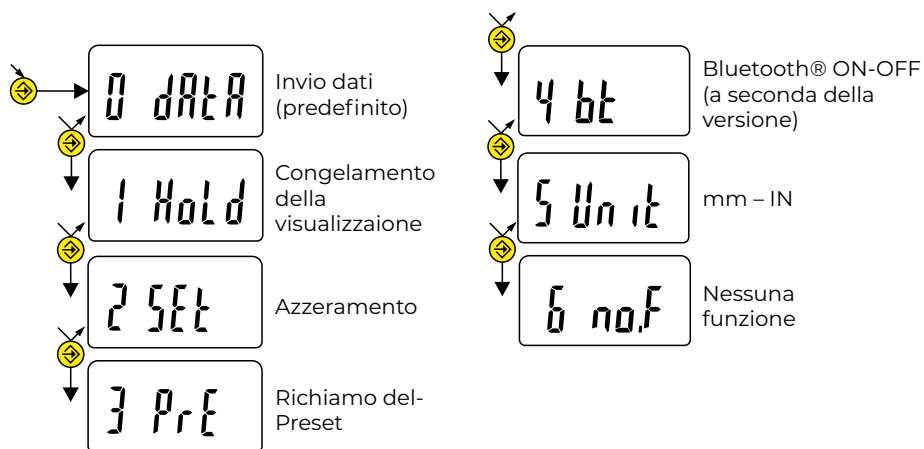 0 dAtA
Invio dati
(predefinito)
1 HoLd
Congelamento
della
visualizzaione
2 SEt
Azzeramento
3 PrE
Richiamo del-
Preset
4 bt
Bluetooth® ON-OFF
(a seconda della
versione)
5 Unit
mm – IN
6 no.F
Nessuna
funzione